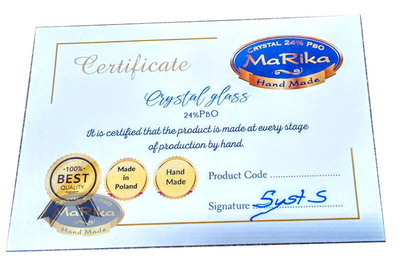 Certificate
CRYSTAL 24% PBO
MaRika
Hand Made
Crystal glass
24%PBO
It is certified that the product is made at every stage
of production by hand.
-100%-
BEST
QUALITY
Made
in
Poland
Hand
Made
Product Code
MaRika
Hand Made
Signature